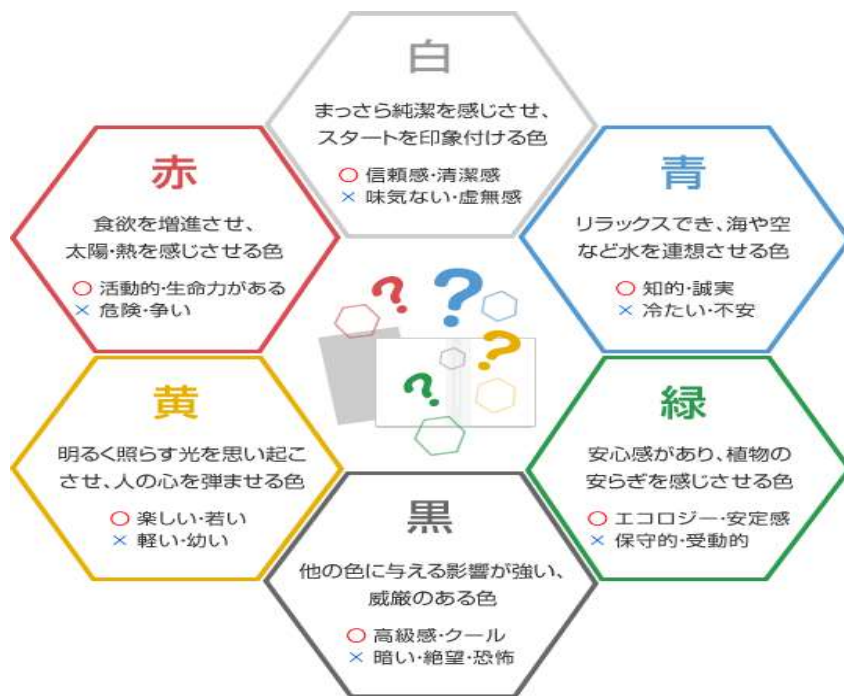 白
まっさら純潔を感じさせ、
スタートを印象付ける色
○ 信頼感･清潔感
× 味気ない･虚無感
赤
食欲を増進させ、
太陽･熱を感じさせる色
○ 活動的･生命力がある
× 危険･争い
青
リラックスでき、海や空
など水を連想させる色
○ 知的･誠実
× 冷たい･不安
? ? ? ?
黄
明るく照らす光を思い起こ
させ、人の心を弾ませる色
○ 楽しい･若い
× 軽い･幼い
緑
安心感があり、植物の
安らぎを感じさせる色
○ エコロジー･安定感
× 保守的･受動的
黒
他の色に与える影響が強い、
威厳のある色
○ 高級感･クール
× 暗い･絶望･恐怖